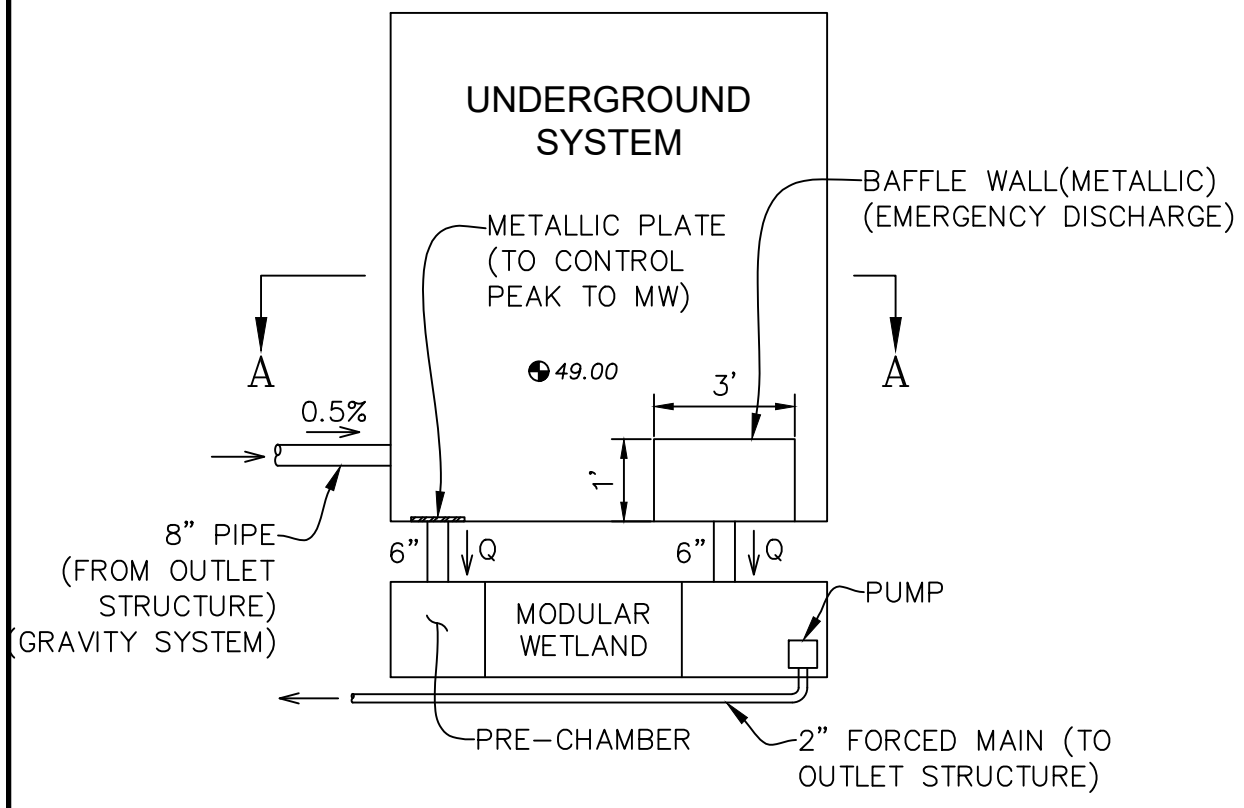 UNDERGROUND
SYSTEM
BAFFLE WALL(METALLIC)
(EMERGENCY DISCHARGE)
METALLIC PLATE
(TO CONTROL
PEAK TO MW)
A
A
49.00
3'
0.5%
1'
8” PIPE
(FROM OUTLET
STRUCTURE)
(GRAVITY SYSTEM)
6”
Q
6”
Q
MODULAR
WETLAND
PUMP
PRE-CHAMBER
2” FORCED MAIN (TO
OUTLET STRUCTURE)